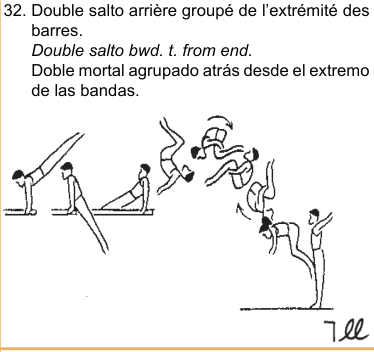 32. Double salto arrière groupé de l'extrémité des
barres.
Double salto bwd. t. from end.
Doble mortal agrupado atrás desde el extremo
de las bandas.